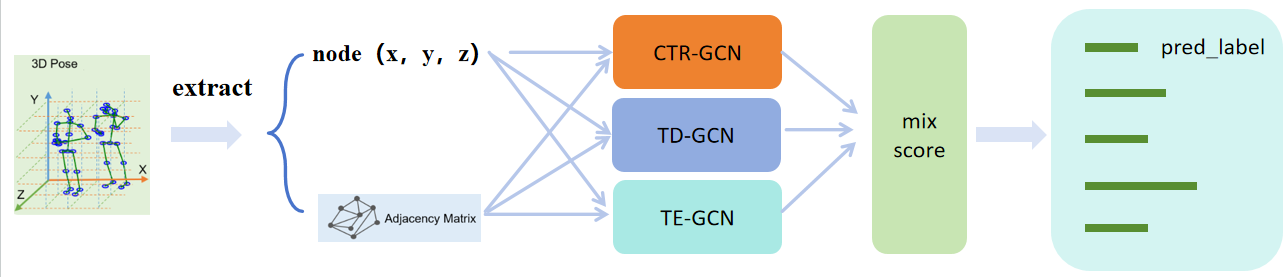 3D Pose
Y
X
Z
extract
node (x, y, z)
Adjacency Matrix
CTR-GCN
TD-GCN
TE-GCN
mix
score
pred_label